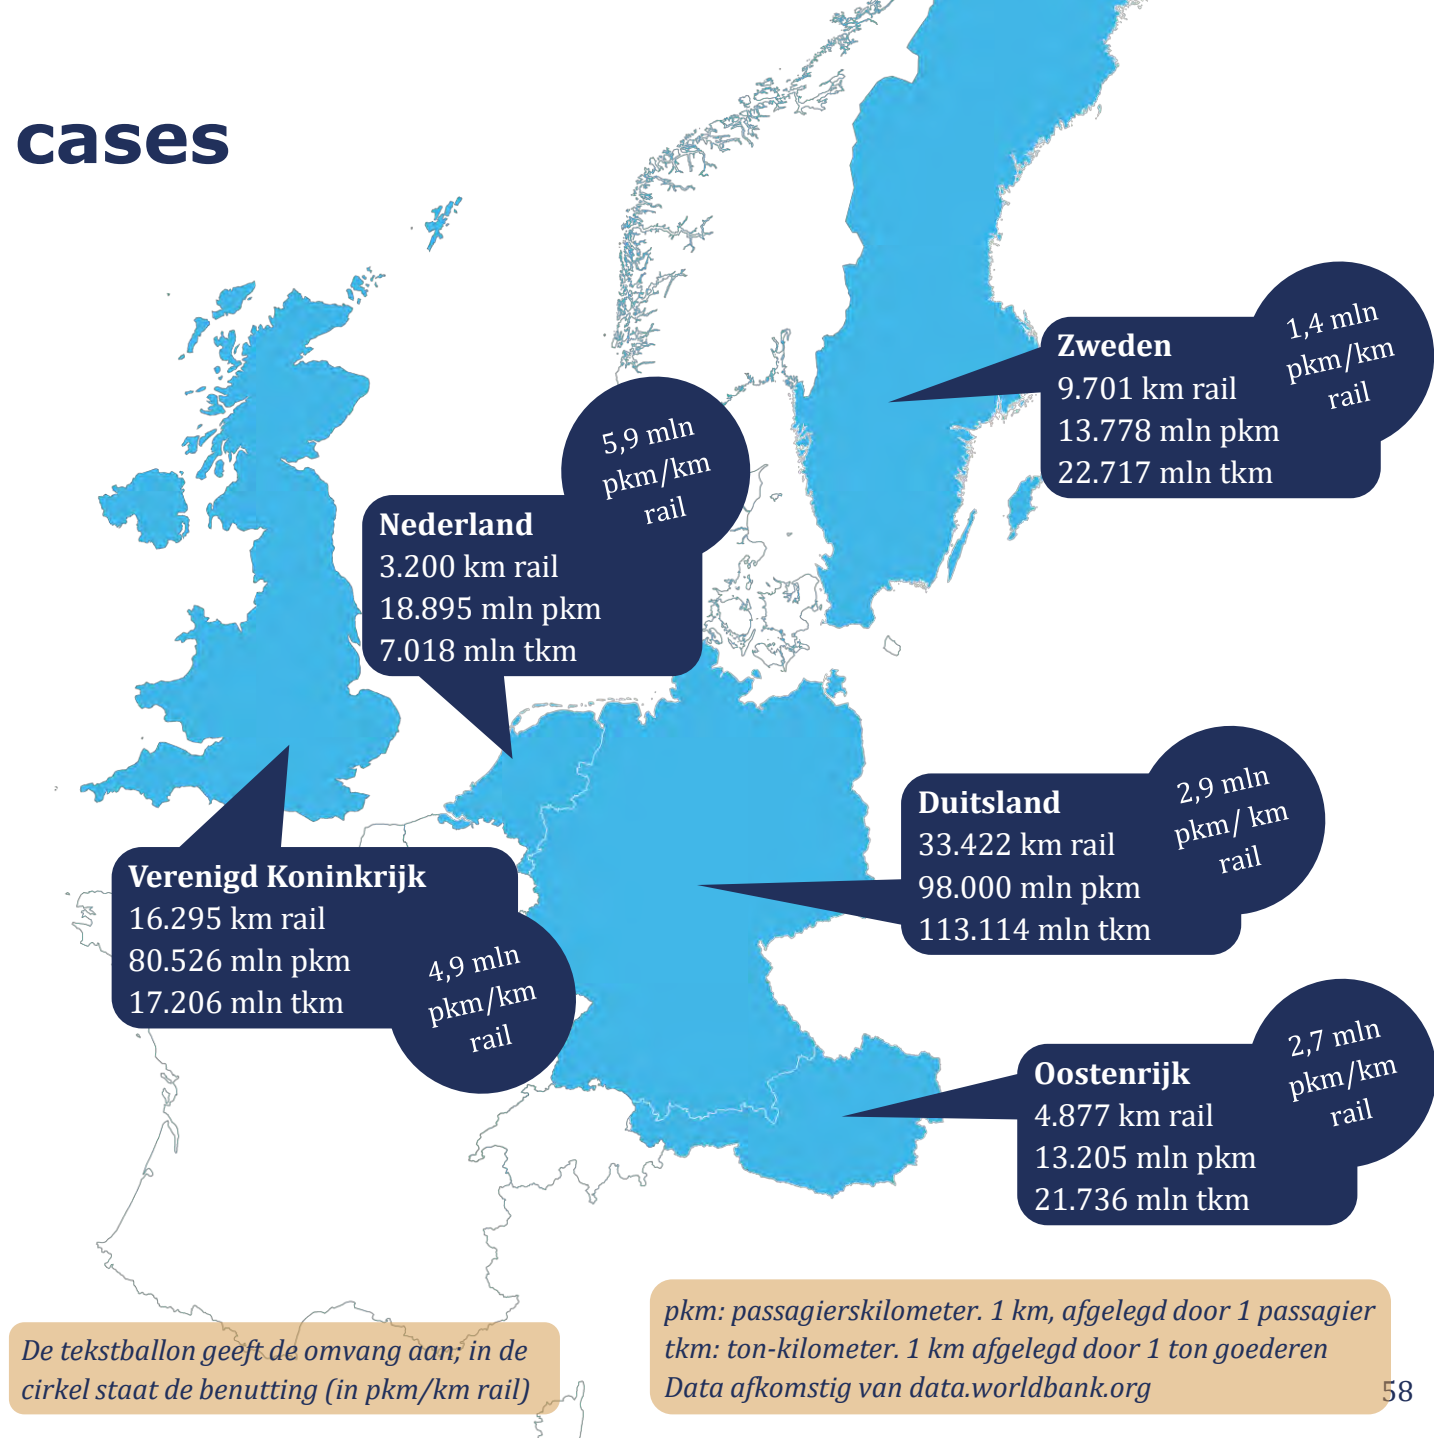 cases
Zweden
9.701 km rail
13.778 mln pkm
22.717 mln tkm
1,4 mln
pkm/km
rail
Nederland
3.200 km rail
18.895 mln pkm
7.018 mln tkm
5,9 mln
pkm/km
rail
Duitsland
33.422 km rail
98.000 mln pkm
113.114 mln tkm
2,9 mln
pkm/ km
rail
Verenigd Koninkrijk
16.295 km rail
80.526 mln pkm
17.206 mln tkm
4,9 mln
pkm/km
rail
Oostenrijk
4.877 km rail
13.205 mln pkm
21.736 mln tkm
2,7 mln
pkm/km
rail
De tekstballon geeft de omvang aan; in de
cirkel staat de benutting (in pkm/km rail)
pkm: passagierskilometer. 1 km, afgelegd door 1 passagier
tkm: ton-kilometer. 1 km afgelegd door 1 ton goederen
Data afkomstig van data.worldbank.org
58